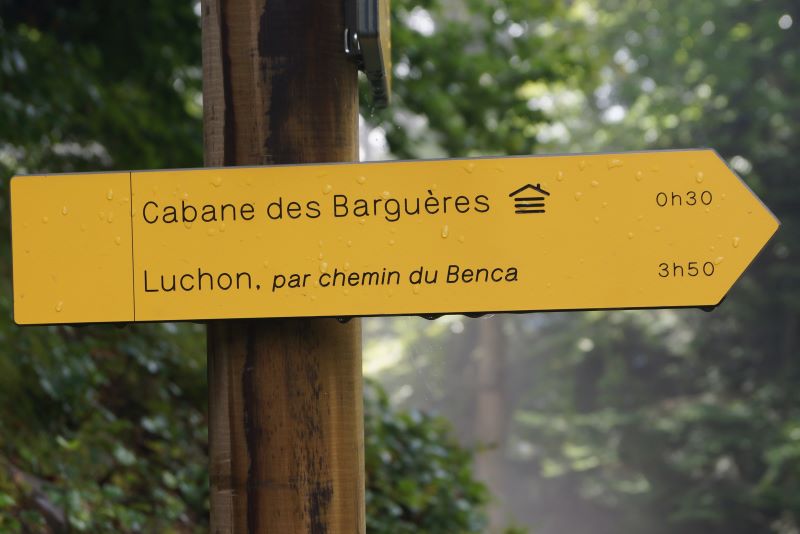 Cabane des Barguères 0h30
Luchon, par chemin du Benca 3h50